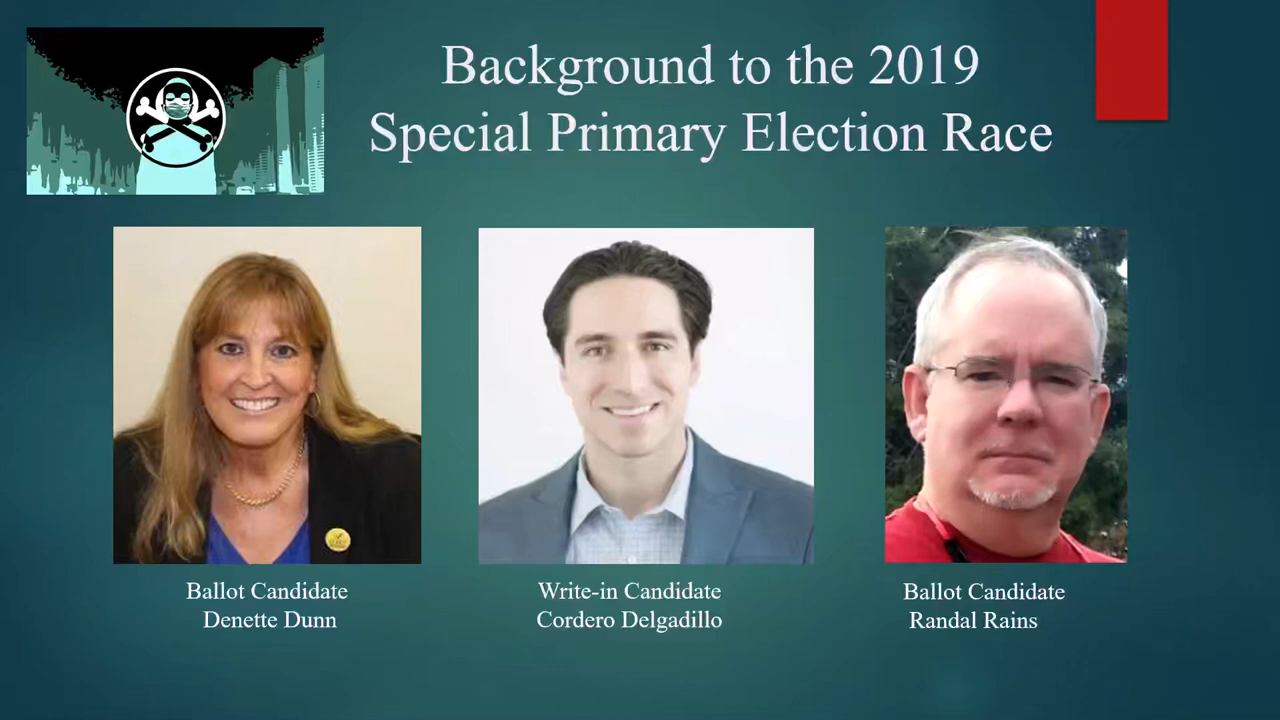 Background to the 2019
Special Primary Election Race
Ballot Candidate
Denette Dunn
Write-in Candidate
Cordero Delgadillo
Ballot Candidate
Randal Rains